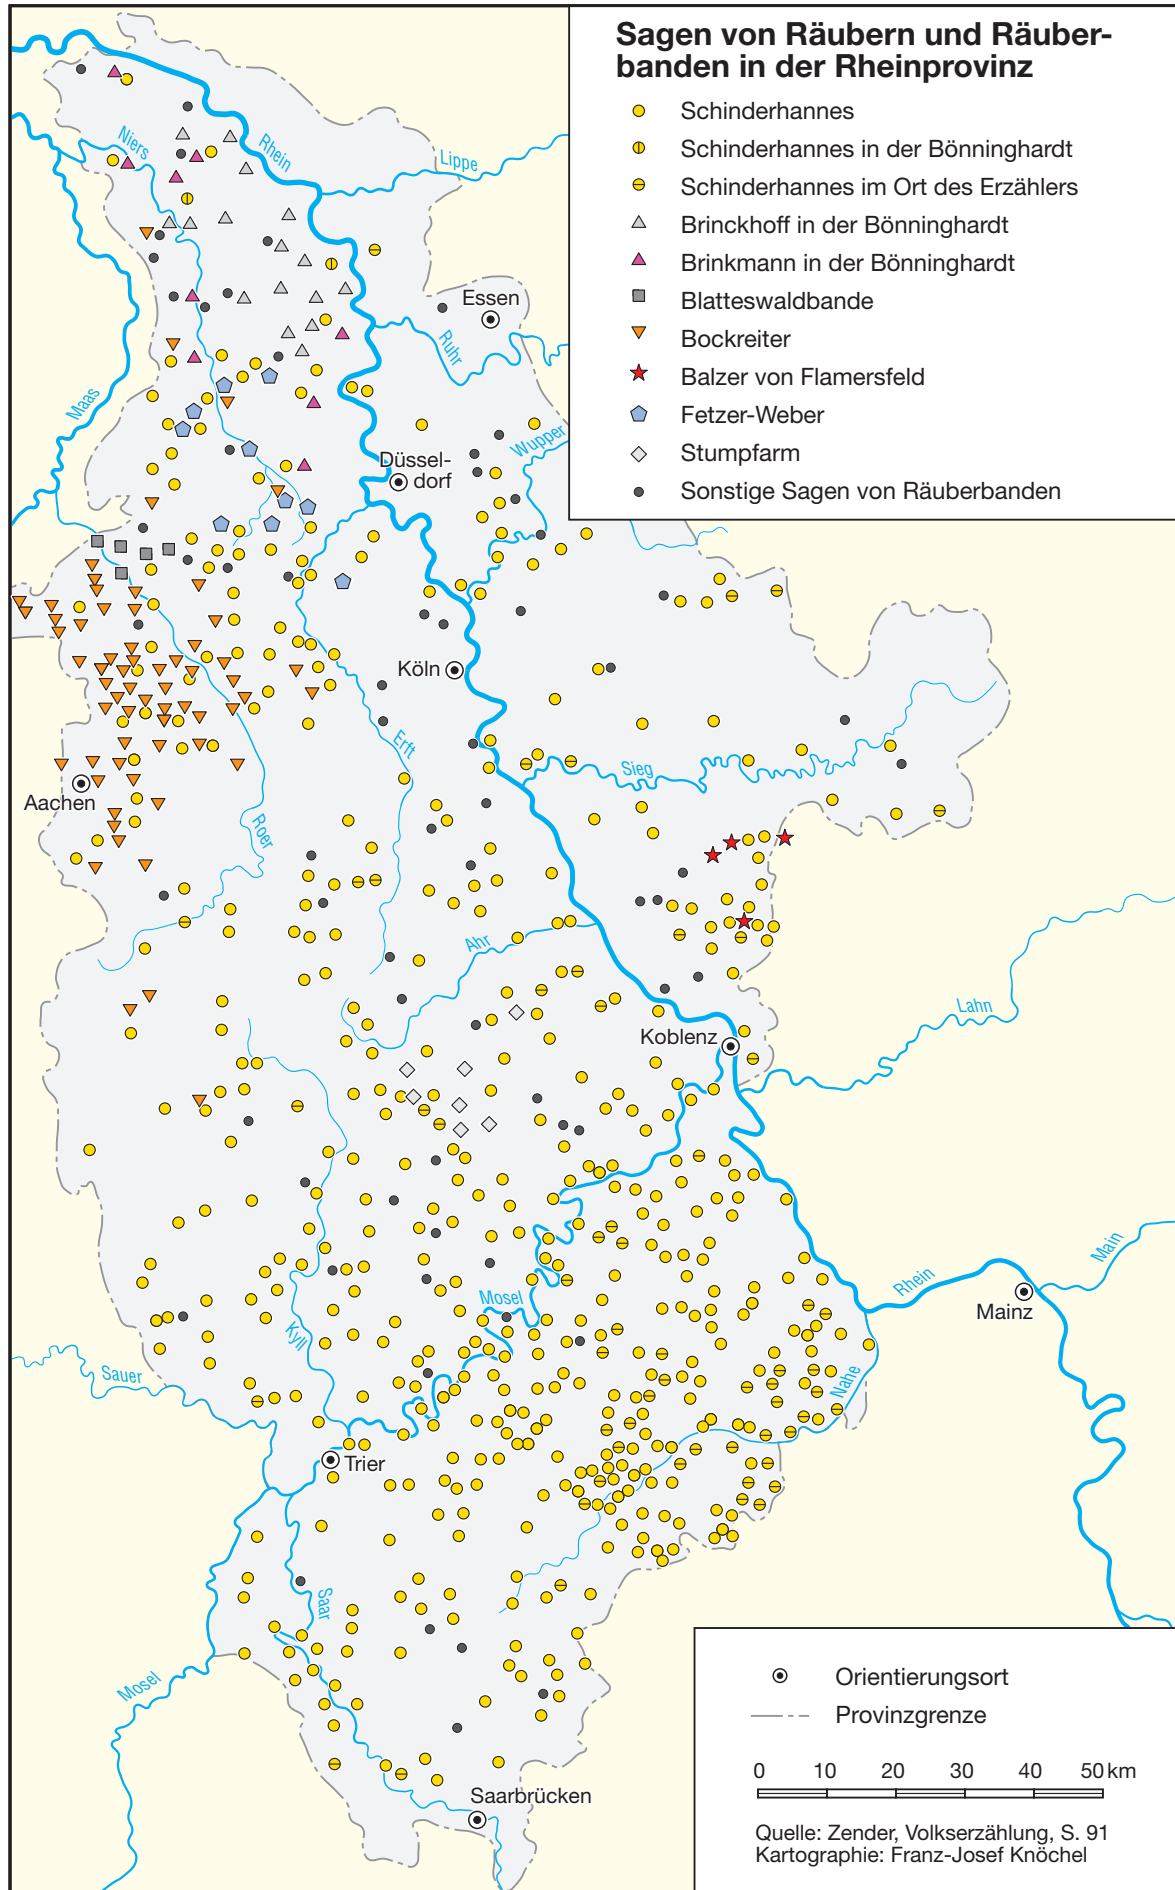 Sagen von Räubern und Räuber-
banden in der Rheinprovinz
Schinderhannes
Schinderhannes in der Bönninghardt
Schinderhannes im Ort des Erzählers
Brinckhoff in der Bönninghardt
Brinkmann in der Bönninghardt
Blatteswaldbande
Bockreiter
Balzer von Flamersfeld
Fetzer-Weber
Stumpfarm
Sonstige Sagen von Räuberbanden
Niers
Rhein
Lippe
Essen
Ruhr
Maas
Wupper
Düssel-
dorf
Köln
Erft
Sieg
Aachen
Roer
Ahr
Lahn
Koblenz
Main
Rhein
Mosel
Mainz
Kyll
Sauer
Nahe
Trier
Saar
Mosel
Saarbrücken
Orientierungsort
Provinzgrenze
0 10 20 30 40 50 km
Quelle: Zender, Volkserzählung, S. 91
Kartographie: Franz-Josef Knöchel